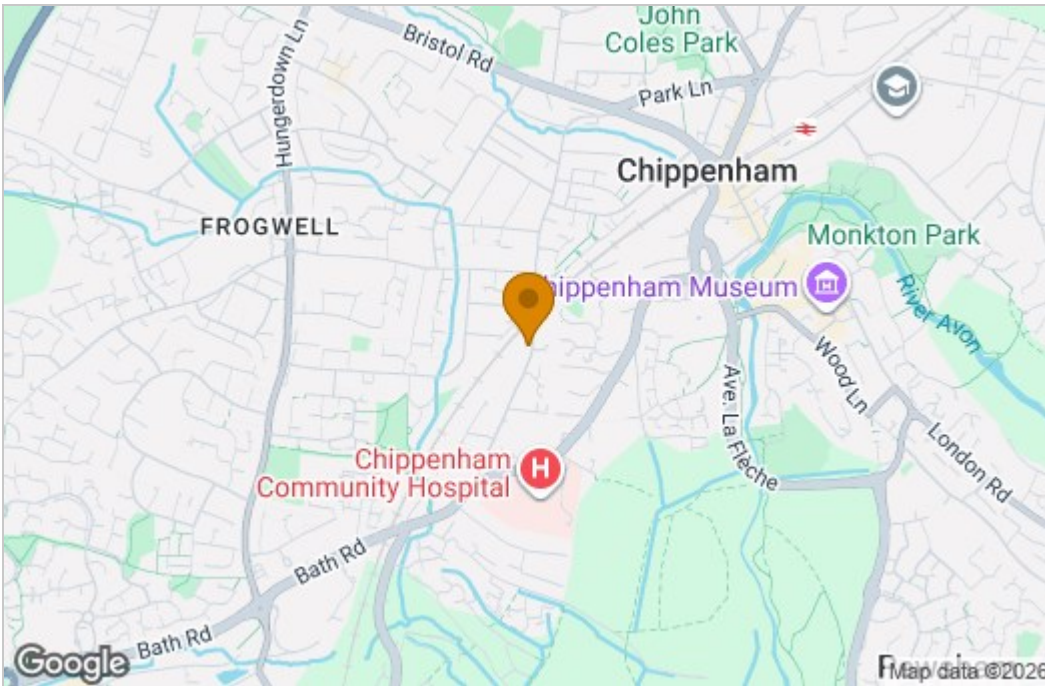 John
Coles Park
Bristol Rd
Park Ln
Hungerdown Ln
Chippenham
FROGWELL
Monkton Park
hippenham Museum
River Avon
Wood Ln
Ave. La Flèche
London Rd
Chippenham
Community Hospital
H
Bath Rd
Bath Rd
Google
Map data ©2026